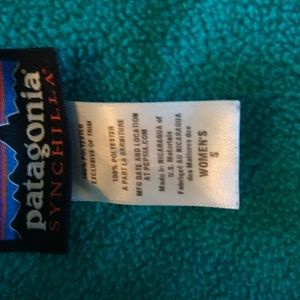 patagonia®
SYNCHILLA®
100% POLYESTER
EXCLUSIVE OF TRIM
100% POLYESTER
A PART LA GARNITURE
MFG DATE AND LOCATION
AT PCPSIA.COM
Made in NICARAGUA of
U.S. Materials
Fabriqué AU NICARAGUA
des Matières des
WOMEN'S
S